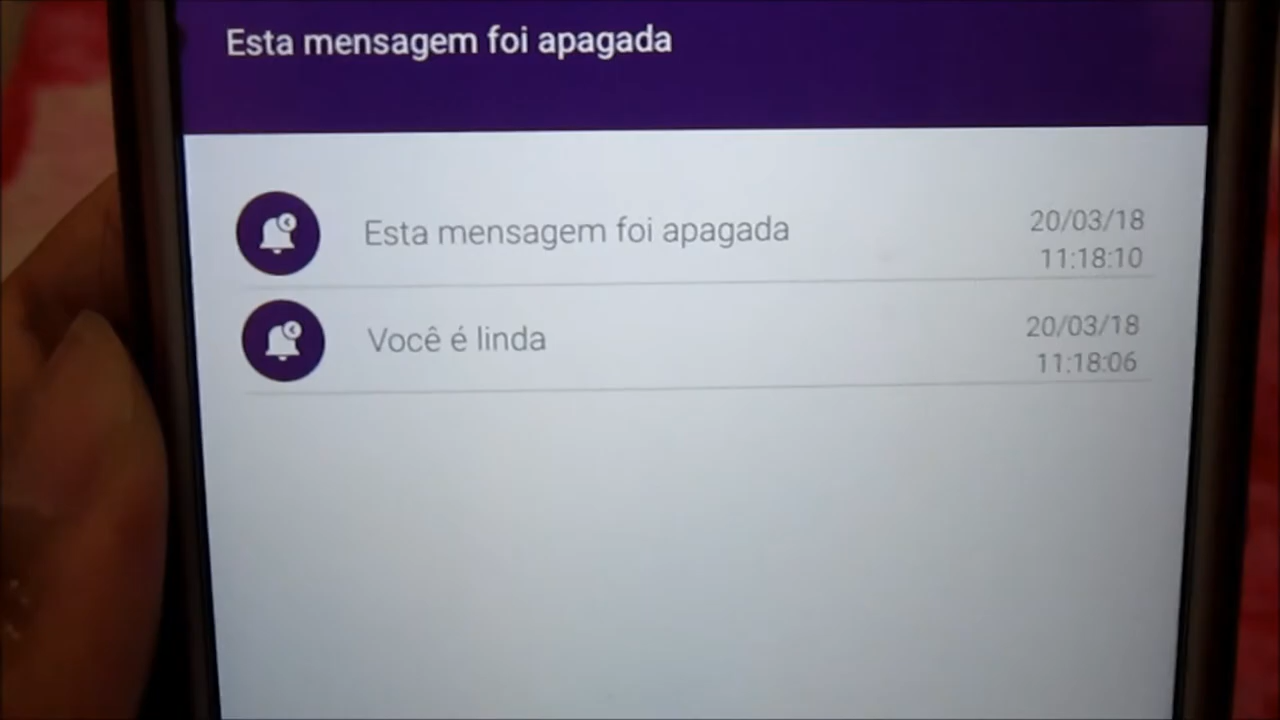 Esta mensagem foi apagada
Esta mensagem foi apagada
20/03/18
11:18:10
Você é linda
20/03/18
11:18:06